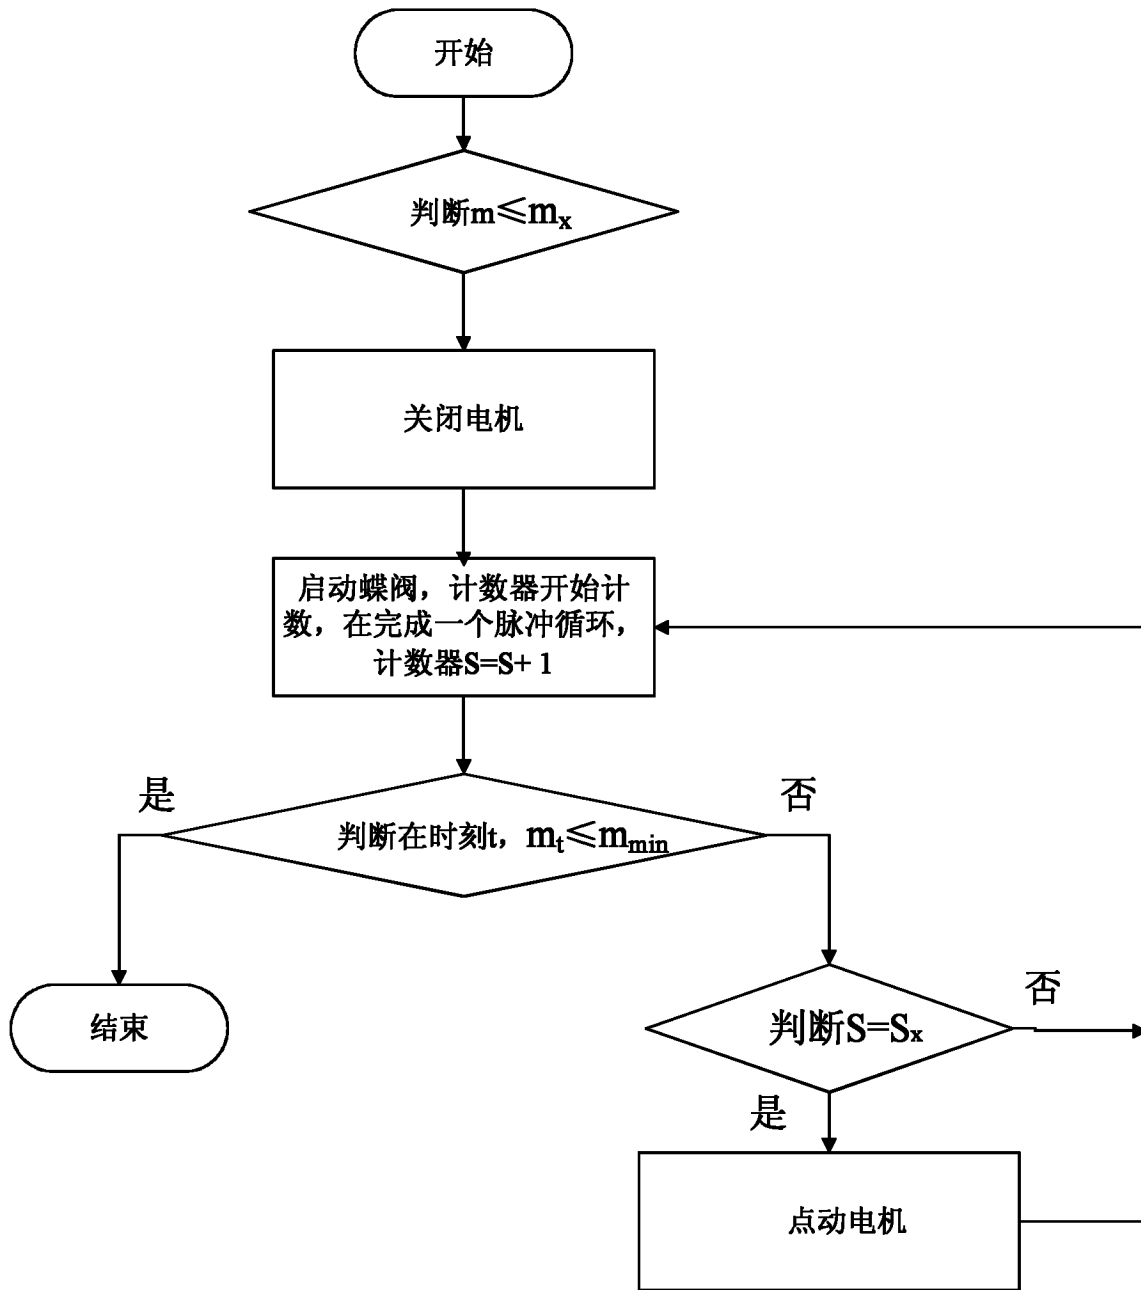 开始
判断m≤mx
关闭电机
启动蝶阀，计数器开始计
数，在完成一个脉冲循环，
计数器S=S+1
是
否
判断在时刻t，mt≤mmin
结束
否
判断S=Sx
是
点动电机